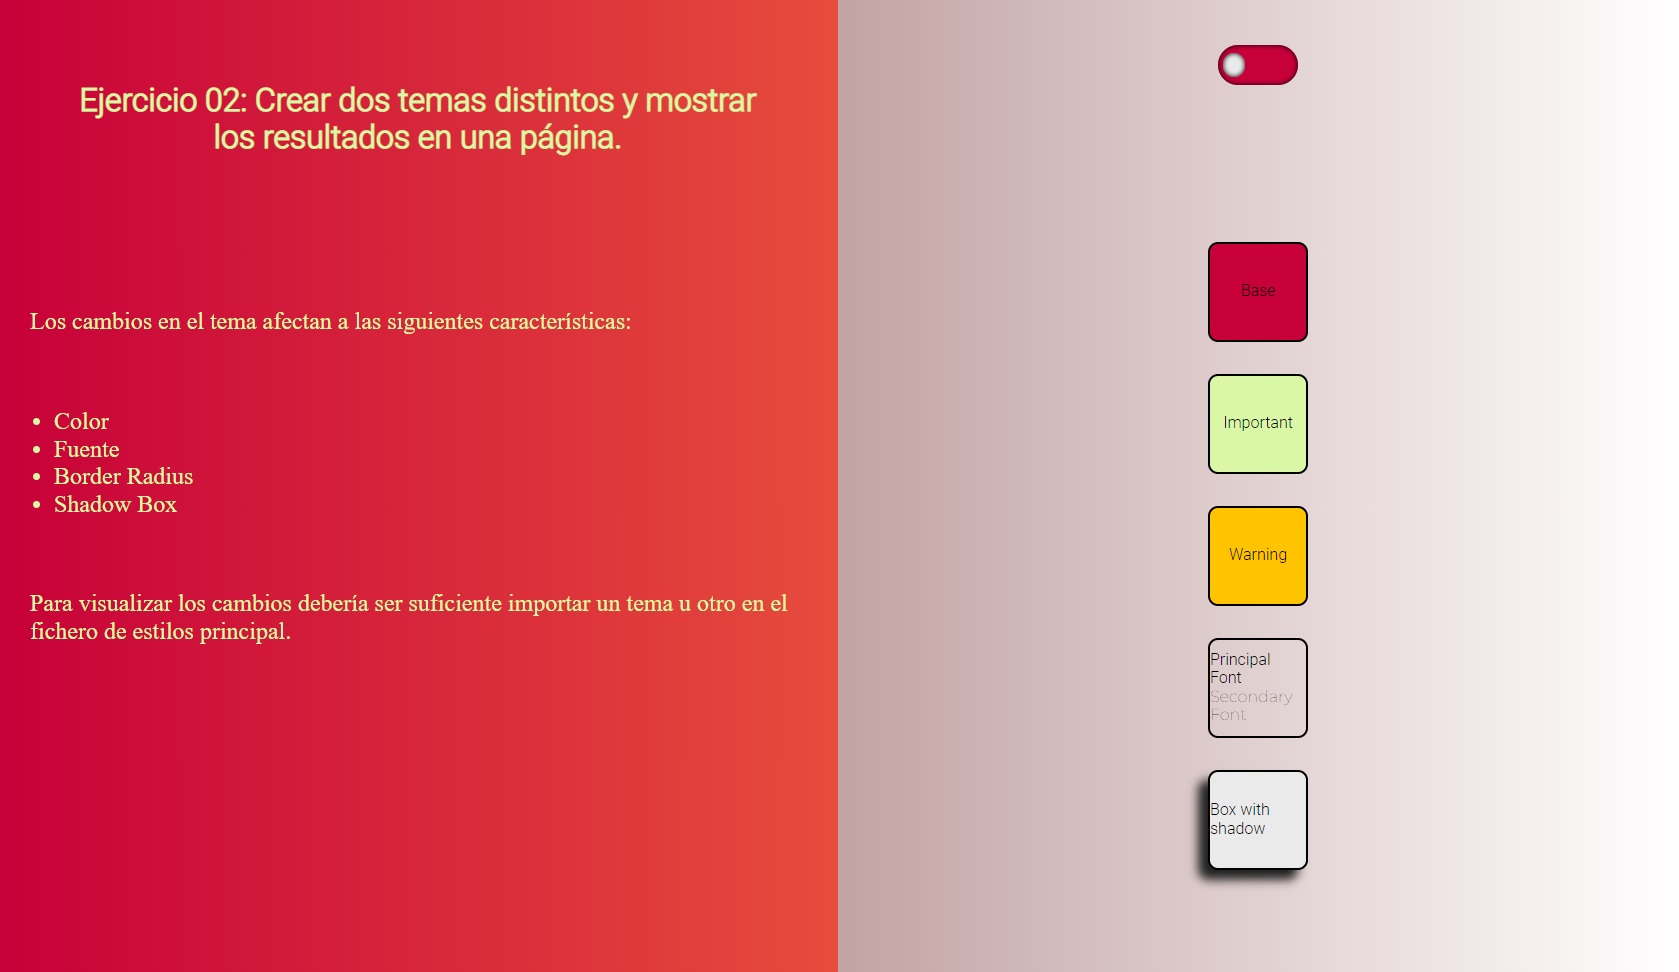 Ejercicio 02: Crear dos temas distintos y mostrar
los resultados en una página.
Los cambios en el tema afectan a las siguientes características:
• Color
• Fuente
• Border Radius
• Shadow Box
Para visualizar los cambios debería ser suficiente importar un tema u otro en el
fichero de estilos principal.
Base
Important
Warning
Principal
Font
Secondary
Font
Box with
shadow